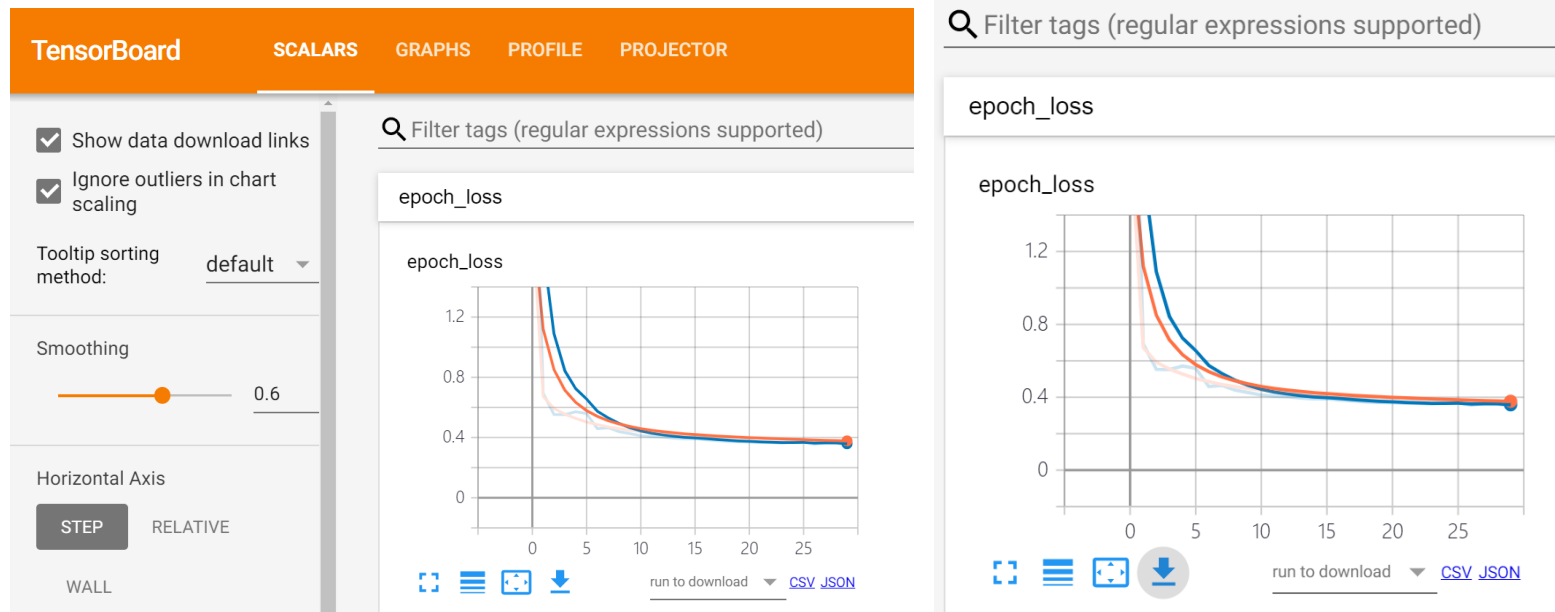 TensorBoard
SCALARS GRAPHS PROFILE PROJECTOR
Show data download links
Ignore outliers in chart
scaling
Tooltip sorting
method:
default
Smoothing
0.6
Horizontal Axis
STEP RELATIVE
WALL
Filter tags (regular expressions supported)
epoch_loss
epoch_loss
1.2
0.8
0.4
0
0 5 10 15 20 25
run to download CSV JSON
Filter tags (regular expressions supported)
epoch_loss
epoch_loss
1.2
0.8
0.4
0
0 5 10 15 20 25
run to download CSV JSON